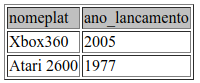 nomeplat ano_lancamento
Xbox360 2005
Atari 2600 1977